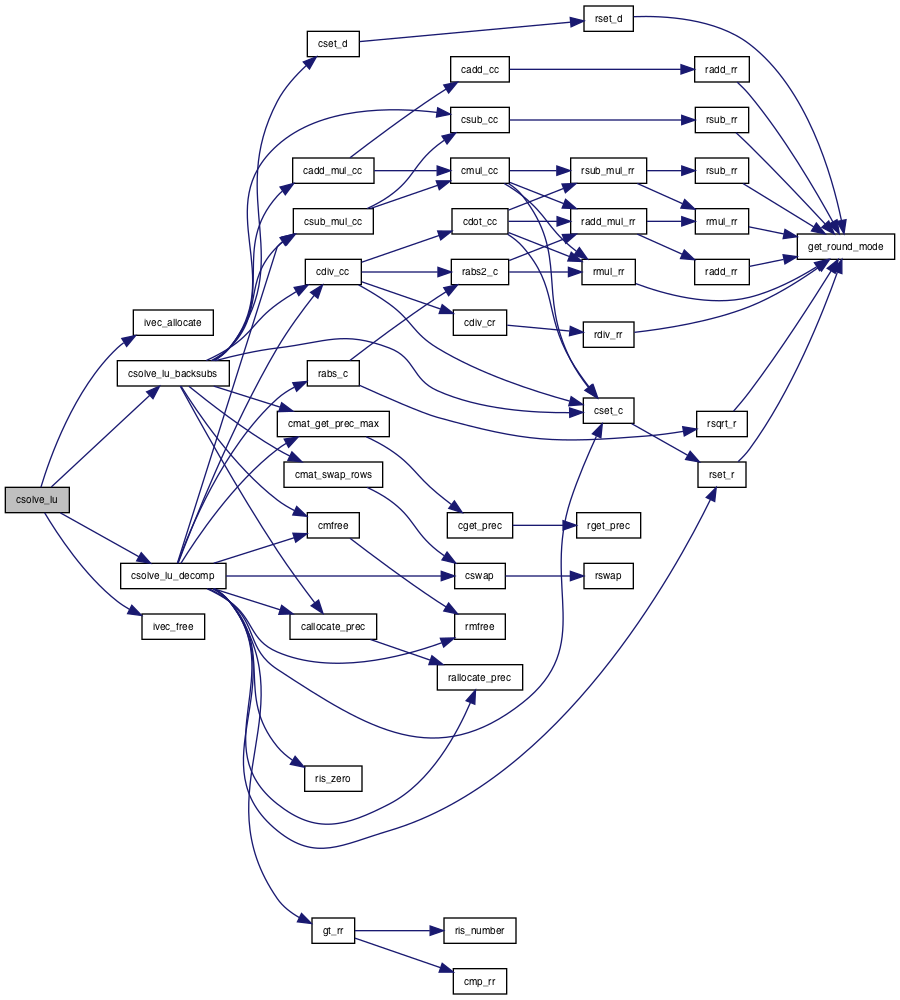 rset_d
cset_d
cadd_cc
radd_rr
csub_cc
rsub_rr
cadd_mul_cc
cmul_cc
rsub_mul_rr
rsub_rr
csub_mul_cc
cdot_cc
radd_mul_rr
rmul_rr
get_round_mode
cdiv_cc
rabs2_c
rmul_rr
radd_rr
ivec_allocate
cdiv_cr
rdiv_rr
csolve_lu_backsubs
rabs_c
cset_c
cmat_get_prec_max
rsqrt_r
cmat_swap_rows
rset_r
csolve_lu
cmfree
cget_prec
rget_prec
csolve_lu_decomp
cswap
rswap
ivec_free
callocate_prec
rmfree
rallocate_prec
ris_zero
gt_rr
ris_number
cmp_rr